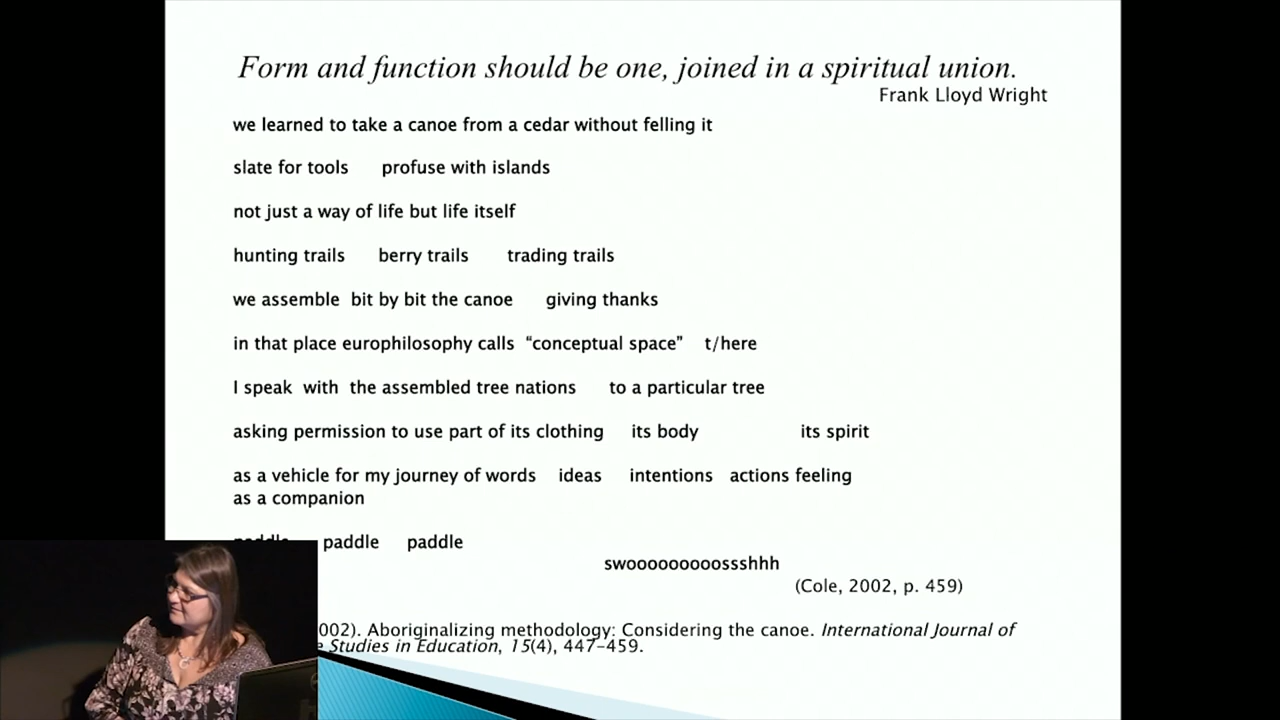 Form and function should be one, joined in a spiritual union.
Frank Lloyd Wright
we learned to take a canoe from a cedar without felling it
slate for tools profuse with islands
not just a way of life but life itself
hunting trails berry trails trading trails
we assemble bit by bit the canoe giving thanks
in that place europhilosophy calls “conceptual space” t/here
I speak with the assembled tree nations to a particular tree
asking permission to use part of its clothing its body its spirit
as a vehicle for my journey of words ideas intentions actions feeling
as a companion
paddle paddle paddle
swooooooooossshhh
(Cole, 2002, p. 459)
002). Aboriginalizing methodology: Considering the canoe. International Journal of
Studies in Education, 15(4), 447–459.